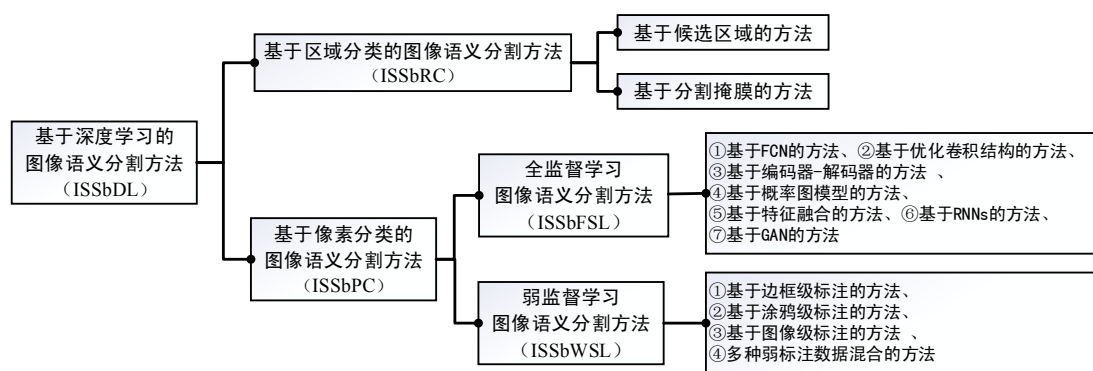 基于深度学习的
图像语义分割方法
（ISSbDL）
基于区域分类的图像语义分割方法
（ISSbRC）
基于候选区域的方法
基于分割掩膜的方法
基于像素分类的
图像语义分割方法
（ISSbPC）
全监督学习
图像语义分割方法
（ISSbFSL）
①基于FCN的方法、②基于优化卷积结构的方法、
③基于编码器-解码器的方法 、
④基于概率图模型的方法、
⑤基于特征融合的方法、⑥基于RNNs的方法、
⑦基于GAN的方法
弱监督学习
图像语义分割方法
（ISSbWSL）
①基于边框级标注的方法、
②基于涂鸦级标注的方法、
③基于图像级标注的方法 、
④多种弱标注数据混合的方法